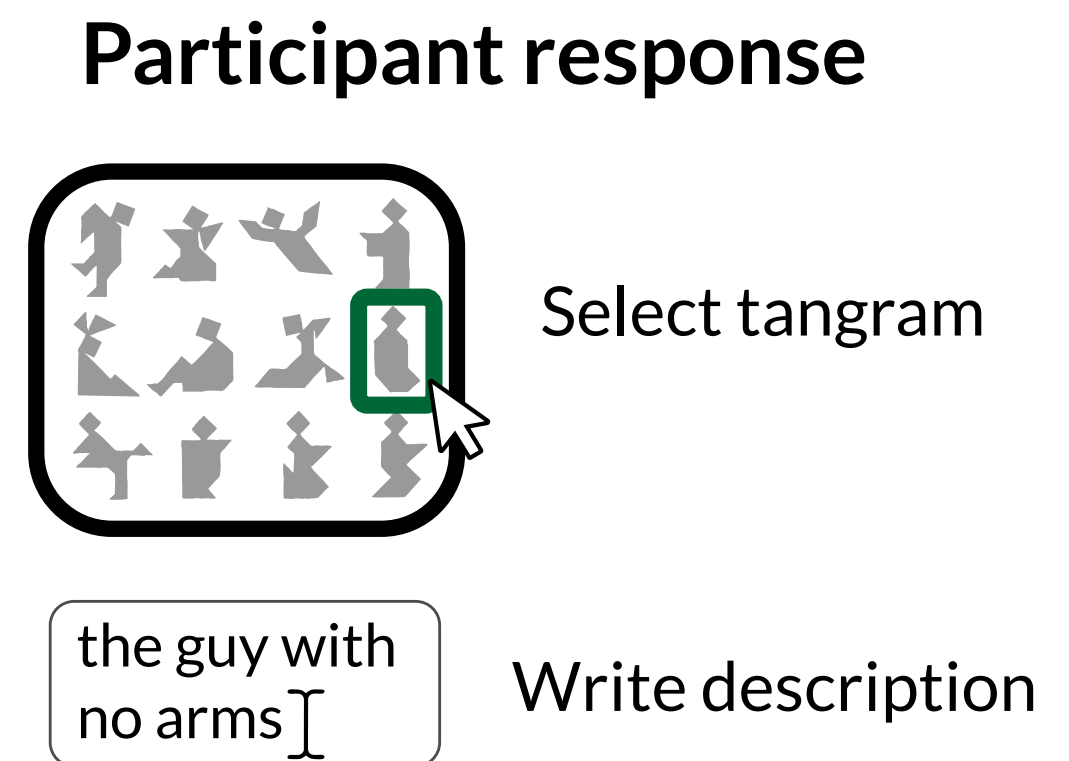 Participant response
Select tangram
the guy with
no arms
Write description